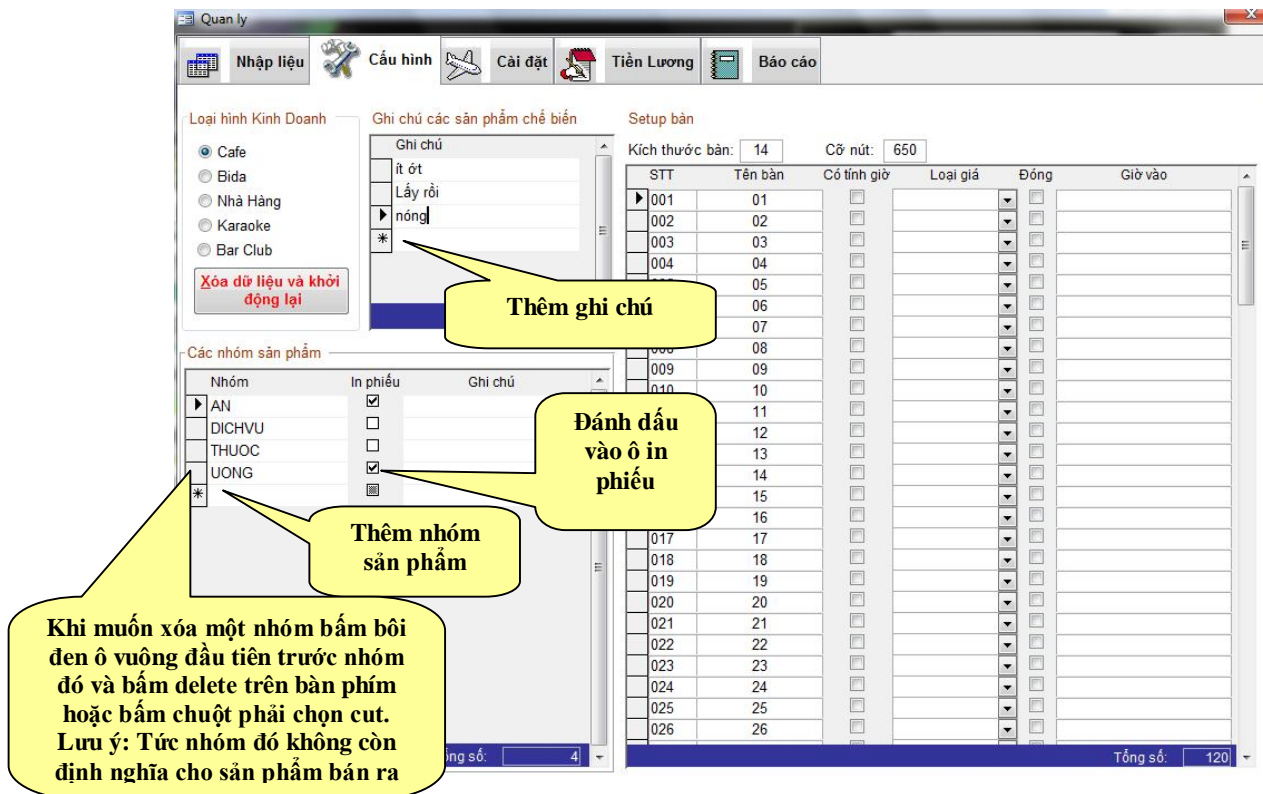 Quan ly
Nhập liệu Cấu hình Cài đặt Tiền Lương Báo cáo
Loại hình Kinh Doanh
Cafe
Bida
Nhà Hàng
Karaoke
Bar Club
Xóa dữ liệu và khởi
động lại
Ghi chú các sản phẩm chế biến
Ghi chú
ít ớt
Lấy rồi
nóng
Thêm ghi chú
Các nhóm sản phẩm
Nhóm In phiếu Ghi chú
AN
DICHVU
THUOC
UONG
Thêm nhóm
sản phẩm
Đánh dấu
vào ô in
phiếu
Khi muốn xóa một nhóm bấm bôi
đen ô vuông đầu tiên trước nhóm
đó và bấm delete trên bàn phím
hoặc bấm chuột phải chọn cut.
Lưu ý: Tức nhóm đó không còn
định nghĩa cho sản phẩm bán ra
số: 4
Setup bàn
Kích thước bàn: 14 Cỡ nút: 650
STT Tên bàn Có tính giờ Loại giá Đóng Giờ vào
001 01
002 02
003 03
004 04
05
06
07
08
009 09
010 10
11
12
13
14
15
16
017 17
018 18
019 19
020 20
021 21
022 22
023 23
024 24
025 25
026 26
Tổng số: 120